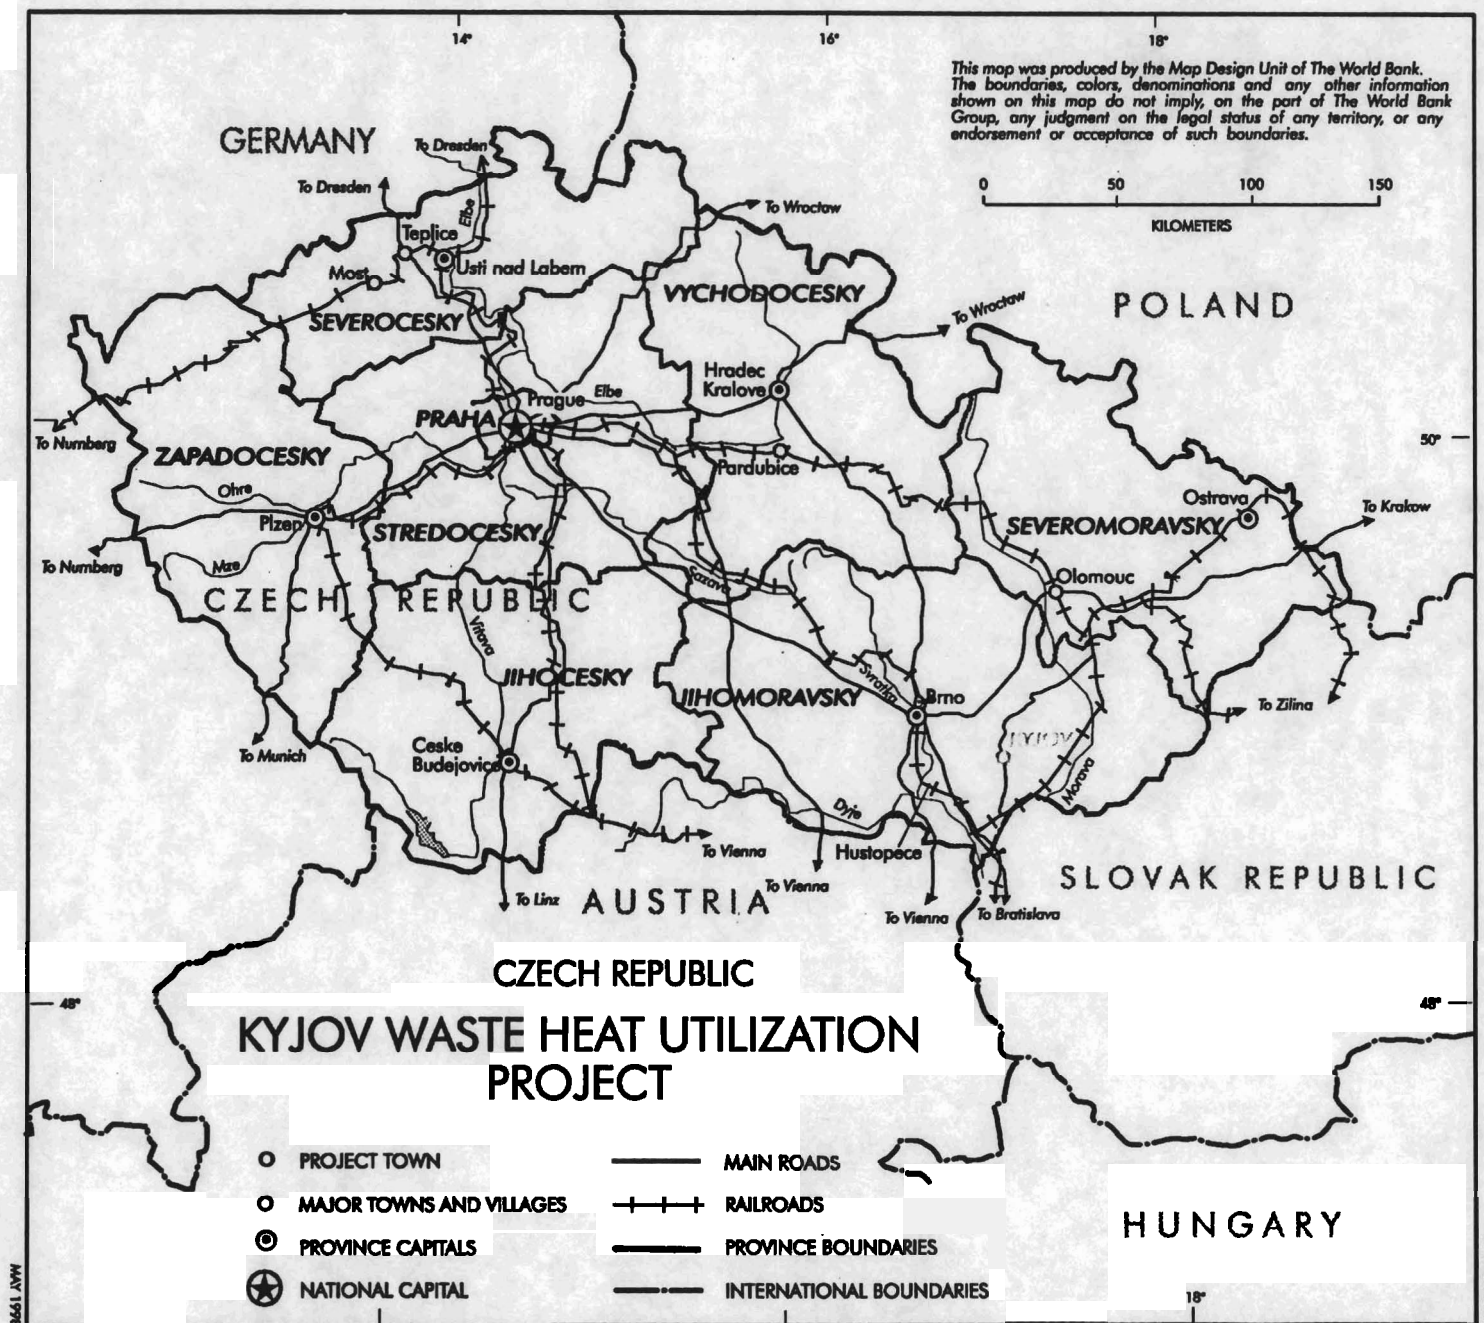 14°
16°
18°
This map was produced by the Map Design Unit of The World Bank.
The boundaries, colors, denominations and any other information
shown on this map do not imply, on the part of The World Bank
Group, any judgment on the legal status of any territory, or any
endorsement or acceptance of such boundaries.
GERMANY
To Dresden
To Dresden
0 50 100 150
KILOMETERS
Elbe
To Wroctaw
Teplice
Usti nad Labem
Most
VYCHODOCESKY
POLAND
To Wroctaw
SEVEROCESKY
Hradec
Kralove
Prague
Elbe
PRAHA
To Nurnberg
50°
ZAPADOCESKY
Pardubice
Ohre
Ostrava
To Krakow
Plzen
STREDOCESKY
SEVEROMORAVSKY
To Nurnberg
Mze
Sazava
Olomouc
CZECH REPUBLIC
Vltava
JIHOCESKY
Svratka
JIHOMORAVSKY
Brno
To Zilina
KYJOV
To Munich
Ceske
Budejovice
Morava
Dyje
To Vienna
Hustopece
To Vienna
SLOVAK REPUBLIC
To Linz
AUSTRIA
To Vienna
To Bratislava
CZECH REPUBLIC
48°
48°
KYJOV WASTE HEAT UTILIZATION
PROJECT
PROJECT TOWN
MAJOR TOWNS AND VILLAGES
PROVINCE CAPITALS
NATIONAL CAPITAL
MAIN ROADS
RAILROADS
PROVINCE BOUNDARIES
INTERNATIONAL BOUNDARIES
HUNGARY
18°
MAY 1998